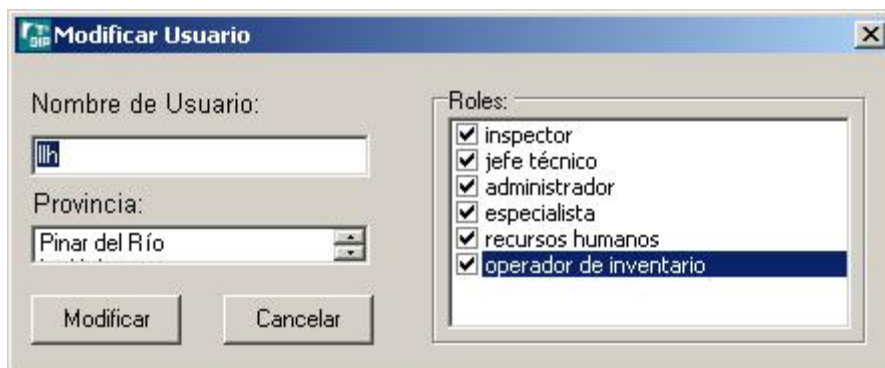 Modificar Usuario
Nombre de Usuario:
llh
Provincia:
Pinar del Río
Modificar
Cancelar
Roles:
inspector
jefe técnico
administrador
especialista
recursos humanos
operador de inventario